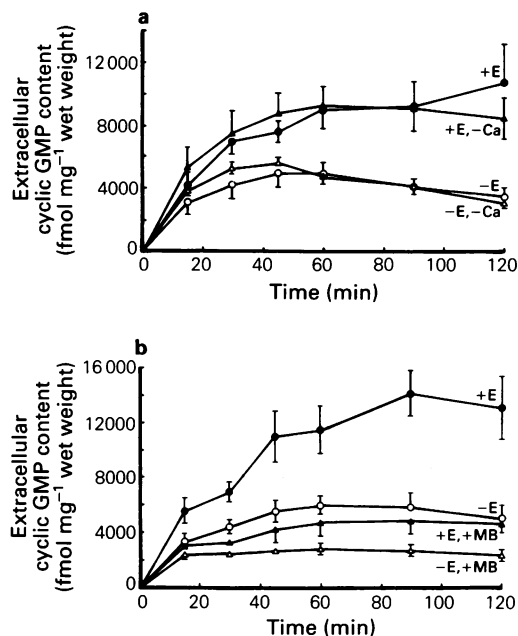 a
Extracellular
cyclic GMP content
(fmol mg⁻¹ wet weight)
12000
8000
4000
0
+E
+E,−Ca
−E
−E,−Ca
0 20 40 60 80 100 120
Time (min)
b
Extracellular
cyclic GMP content
(fmol mg⁻¹ wet weight)
16000
12000
8000
4000
0
+E
−E
+E,+MB
−E,+MB
0 20 40 60 80 100 120
Time (min)